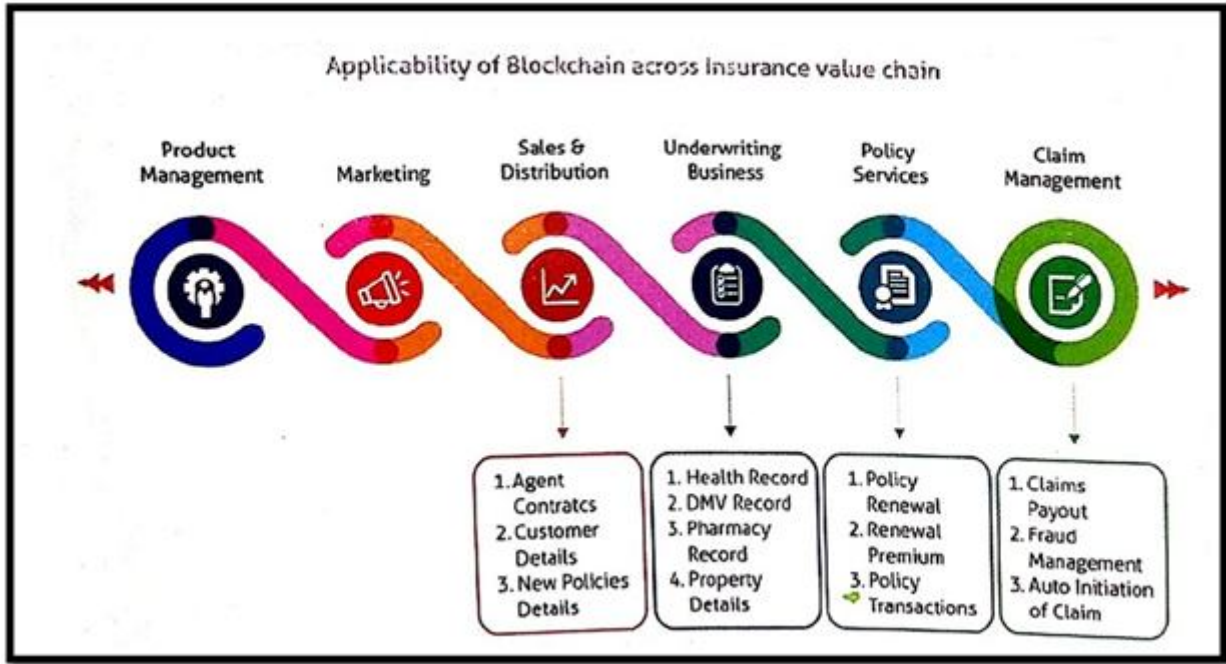 Applicability of Blockchain across Insurance value chain
Product
Management
Marketing
Sales &
Distribution
Underwriting
Business
Policy
Services
Claim
Management
1. Agent
Contratcs
2. Customer
Details
3. New Policies
Details
1. Health Record
2. DMV Record
3. Pharmacy
Record
4. Property
Details
1. Policy
Renewal
2. Renewal
Premium
3. Policy
Transactions
1. Claims
Payout
2. Fraud
Management
3. Auto Initiation
of Claim